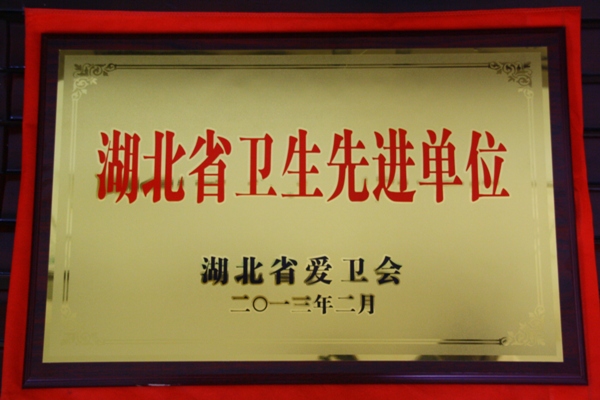 湖北省卫生先进单位
湖北省爱卫会
二〇一三年二月